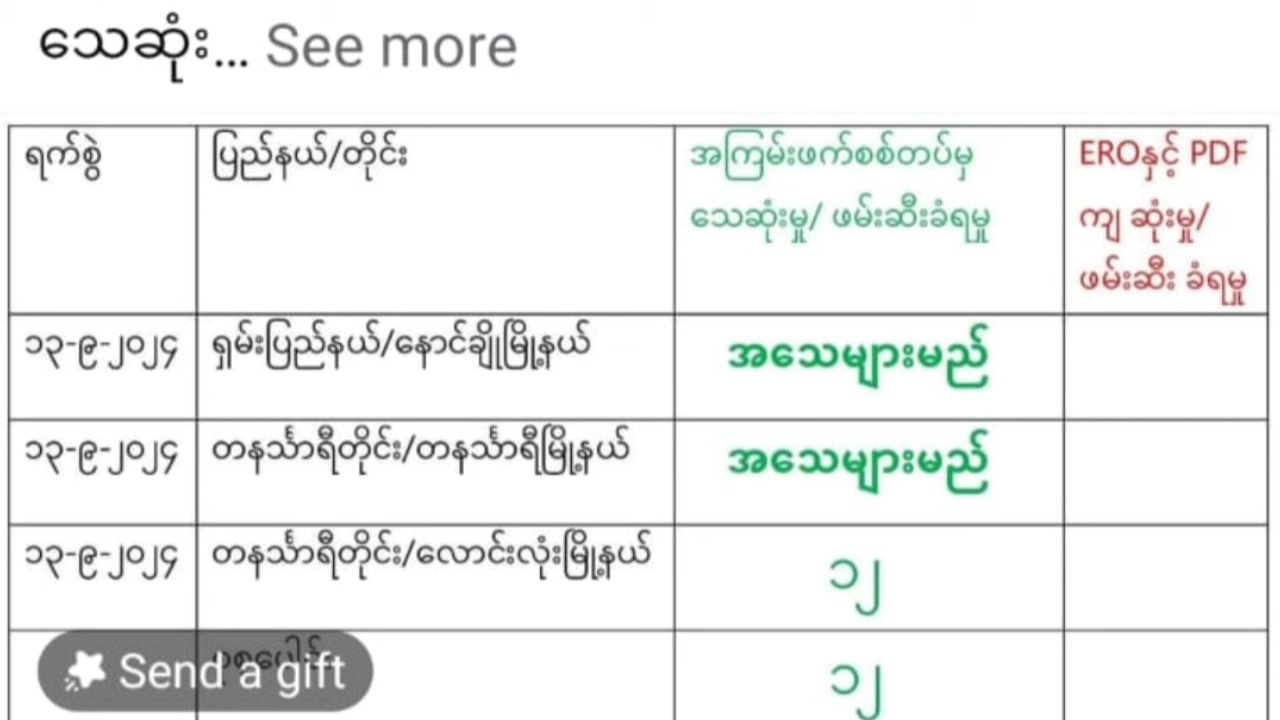 သေဆုံး... See more
ရက်စွဲ
ပြည်နယ်/တိုင်း
အကြမ်းဖက်စစ်တပ်မှ
သေဆုံးမှု/ ဖမ်းဆီးခံရမှု
EROနှင့် PDF
ကျ ဆုံးမှု/
ဖမ်းဆီး ခံရမှု
၁၃-၉-၂၀၂၄ ရှမ်းပြည်နယ်/နောင်ချိုမြို့နယ် အသေများမည်
၁၃-၉-၂၀၂၄ တနင်္သာရီတိုင်း/တနင်္သာရီမြို့နယ် အသေများမည်
၁၃-၉-၂၀၂၄ တနင်္သာရီတိုင်း/လောင်းလုံးမြို့နယ် ၁၂
၁၂
Send a gift